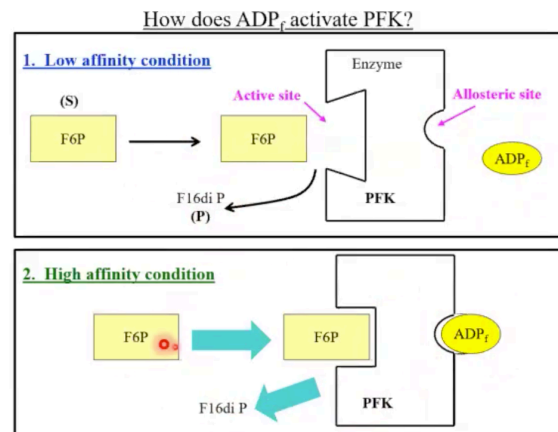 How does ADPf activate PFK?
1. Low affinity condition
Enzyme
(S)
Active site
Allosteric site
F6P
F6P
ADPf
F16di P
(P)
PFK
2. High affinity condition
F6P
F6P
ADPf
F16di P
PFK